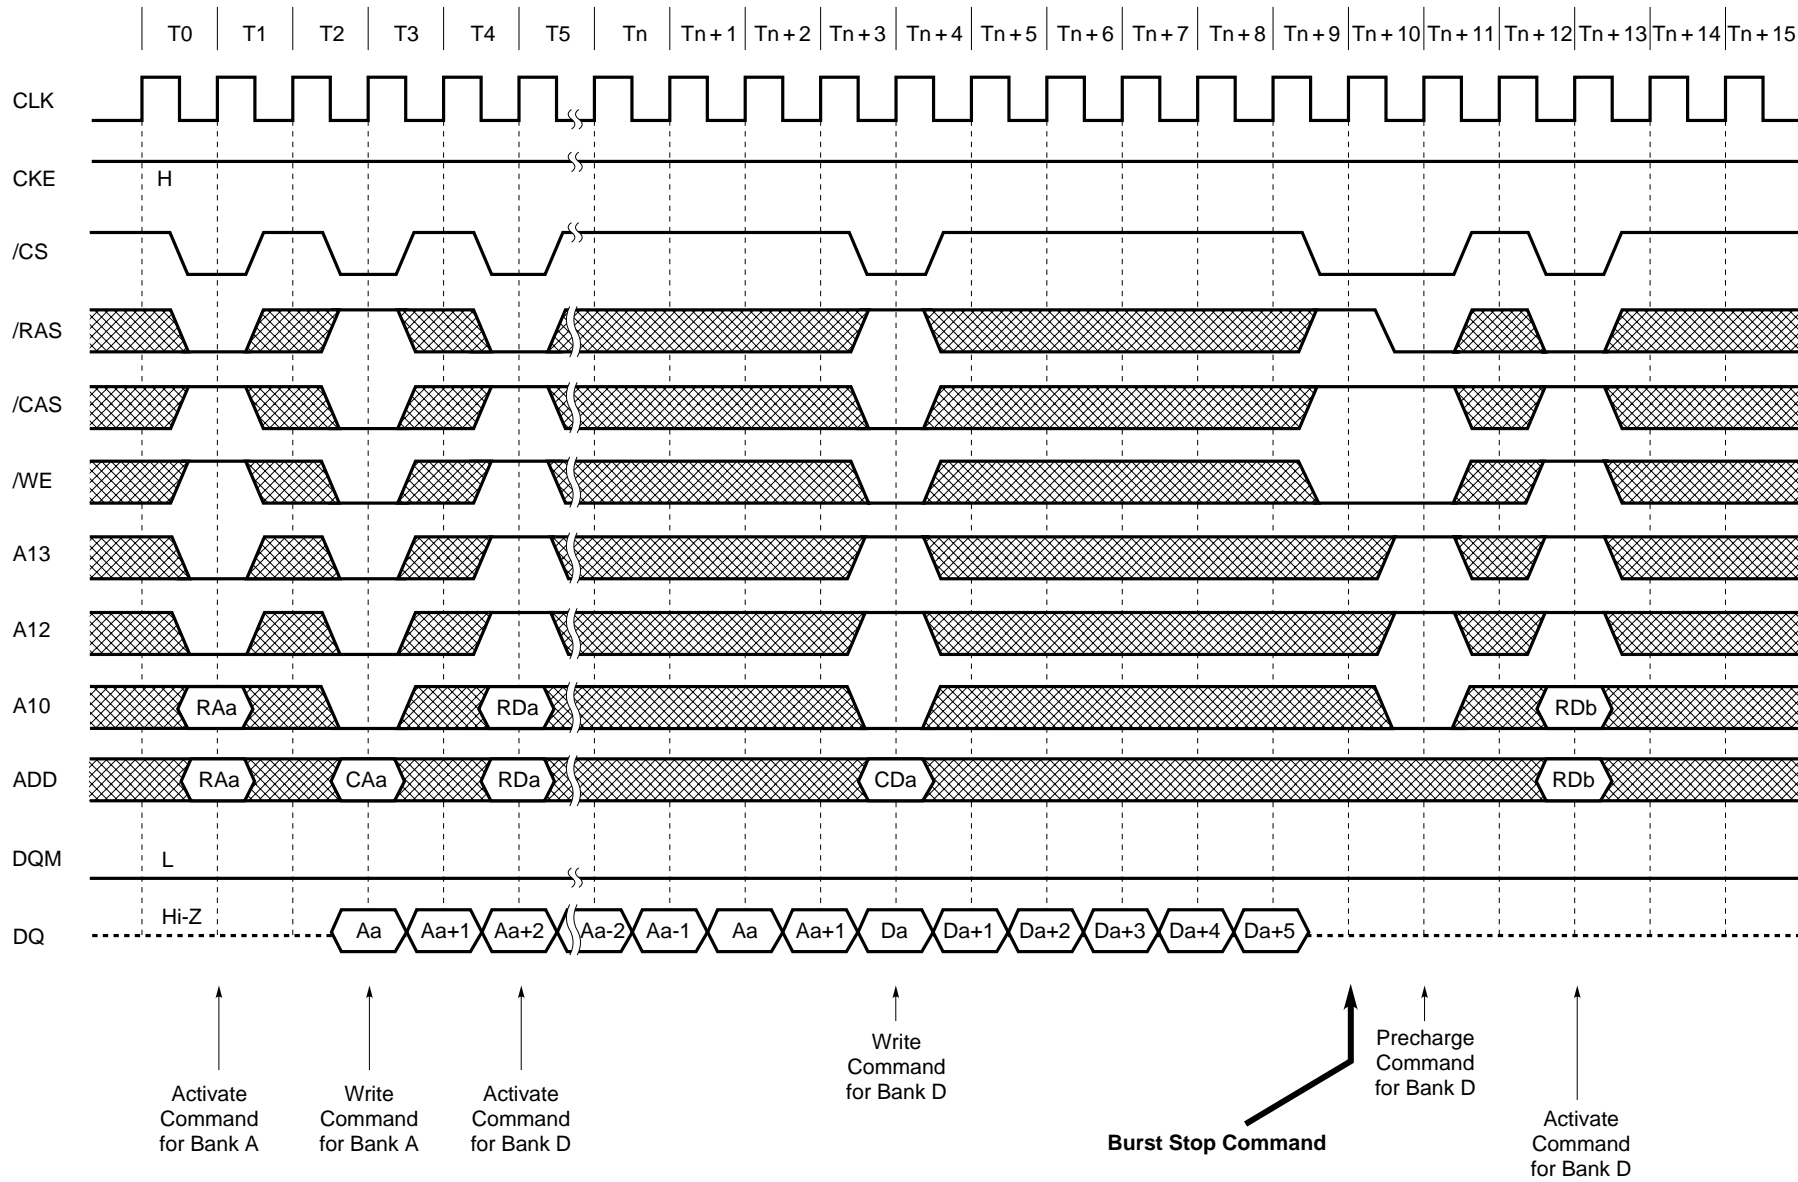 T0 T1 T2 T3 T4 T5 Tn Tn + 1 Tn + 2 Tn + 3 Tn + 4 Tn + 5 Tn + 6 Tn + 7 Tn + 8 Tn + 9 Tn + 10 Tn + 11 Tn + 12 Tn + 13 Tn + 14 Tn + 15
CLK
CKE H
/CS
/RAS
/CAS
/WE
A13
A12
A10 RAa RDa RDb
ADD RAa CAa RDa CDa RDb
DQM L
Hi-Z
DQ Aa Aa+1 Aa+2 Aa-2 Aa-1 Aa Aa+1 Da Da+1 Da+2 Da+3 Da+4 Da+5
Activate
Command
for Bank A
Write
Command
for Bank A
Activate
Command
for Bank D
Write
Command
for Bank D
Burst Stop Command
Precharge
Command
for Bank D
Activate
Command
for Bank D